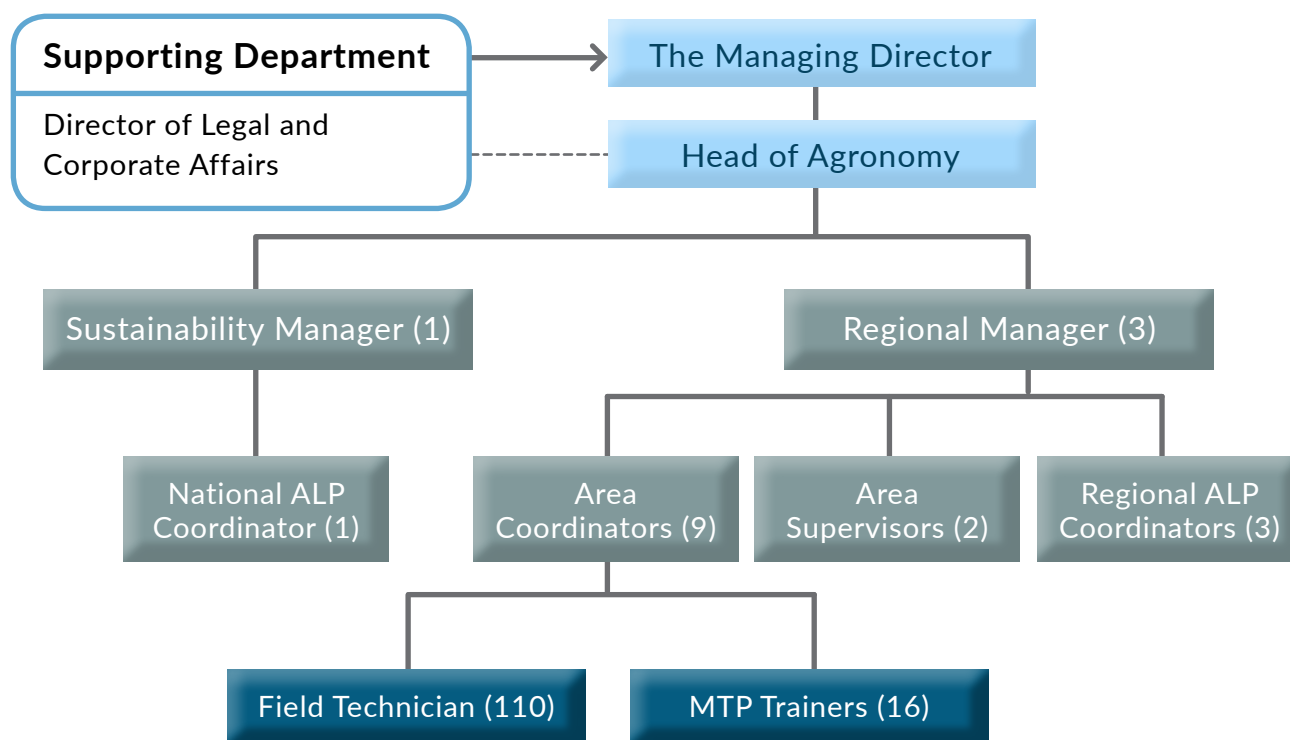 Supporting Department
Director of Legal and
Corporate Affairs
The Managing Director
Head of Agronomy
Sustainability Manager (1)
Regional Manager (3)
National ALP
Coordinator (1)
Area
Coordinators (9)
Area
Supervisors (2)
Regional ALP
Coordinators (3)
Field Technician (110)
MTP Trainers (16)